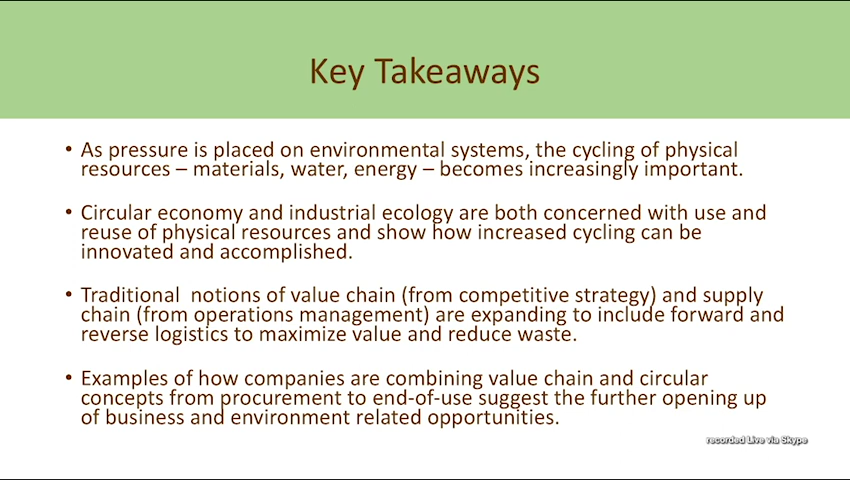 Key Takeaways
• As pressure is placed on environmental systems, the cycling of physical
resources – materials, water, energy – becomes increasingly important.
• Circular economy and industrial ecology are both concerned with use and
reuse of physical resources and show how increased cycling can be
innovated and accomplished.
• Traditional  notions of value chain (from competitive strategy) and supply
chain (from operations management) are expanding to include forward and
reverse logistics to maximize value and reduce waste.
• Examples of how companies are combining value chain and circular
concepts from procurement to end-of-use suggest the further opening up
of business and environment related opportunities.
recorded Live via Skype